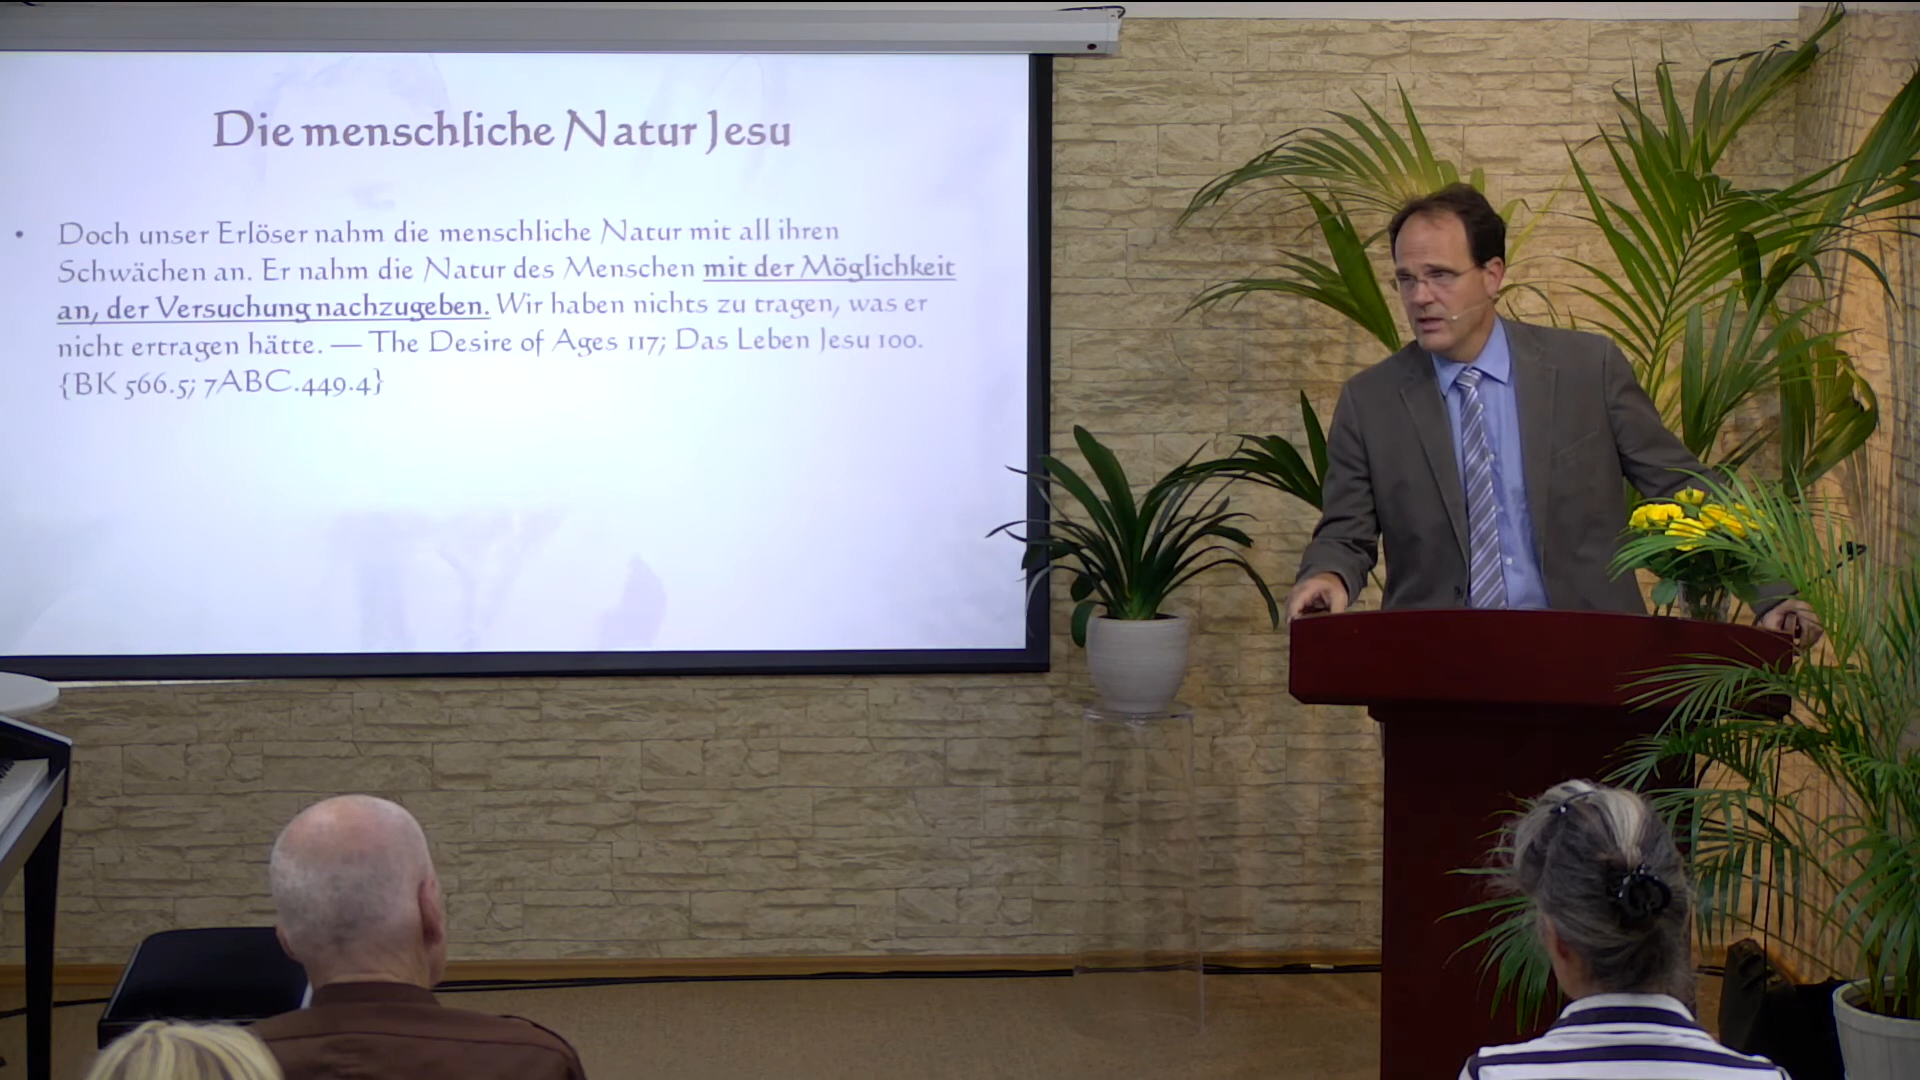 Die menschliche Natur Jesu
• Doch unser Erlöser nahm die menschliche Natur mit all ihren
Schwächen an. Er nahm die Natur des Menschen mit der Möglichkeit
an, der Versuchung nachzugeben. Wir haben nichts zu tragen, was er
nicht ertragen hätte. — The Desire of Ages 117; Das Leben Jesu 100.
{BK 566.5; 7ABC.449.4}